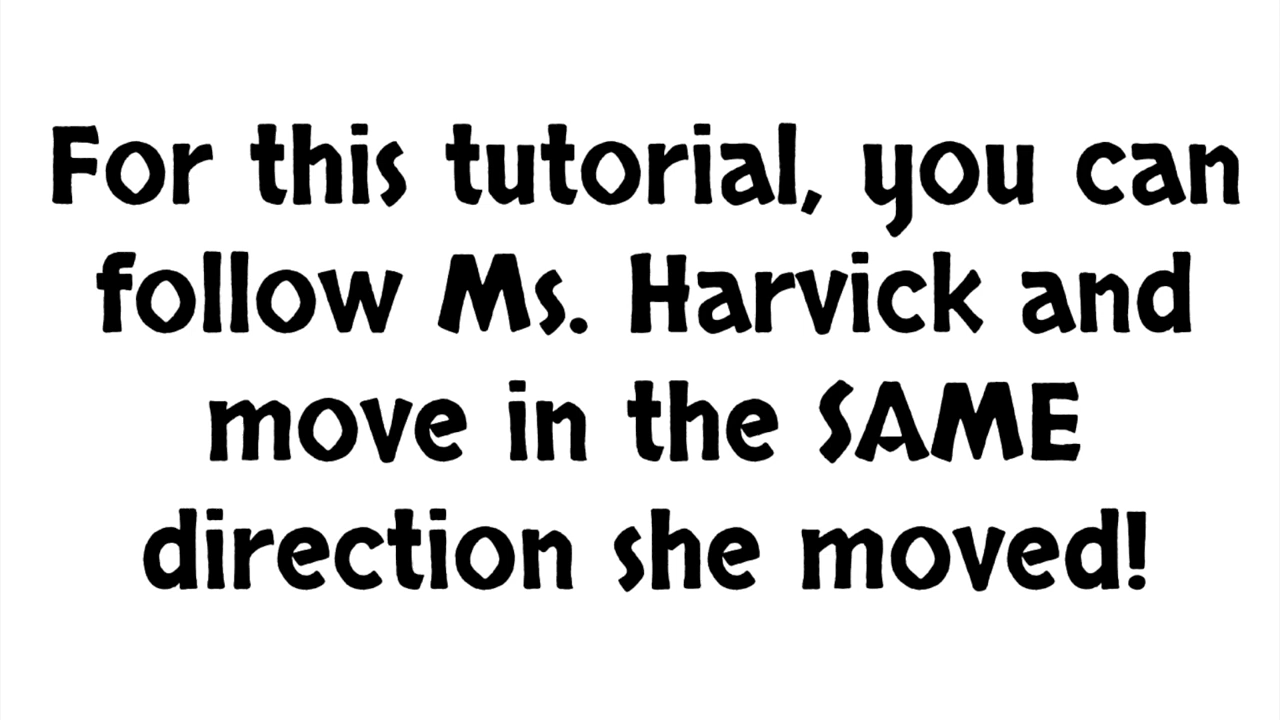 For this tutorial, you can
follow Ms. Harvick and
move in the SAME
direction she moved!